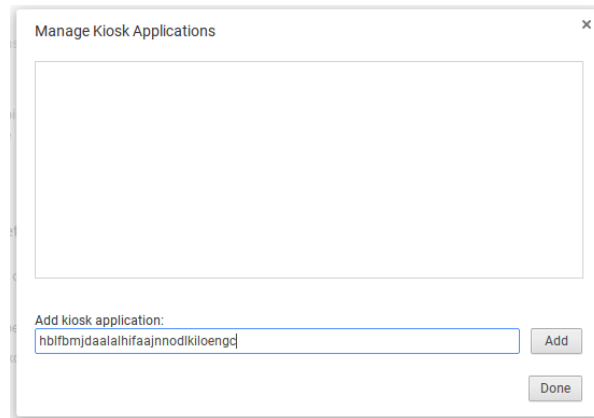 Manage Kiosk Applications
×
Add kiosk application:
hblfbmjdaalalhifaajnnodlkiloengc
Add
Done